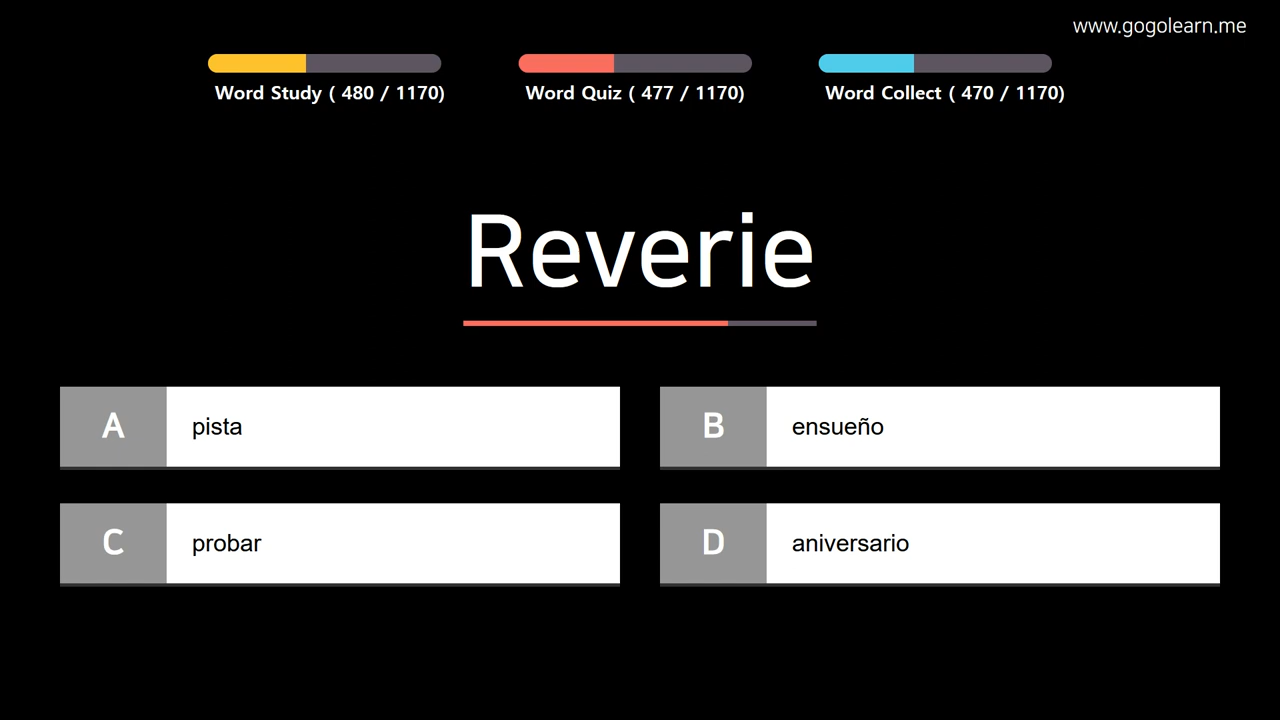 www.gogolearn.me
Word Study ( 480 / 1170)
Word Quiz ( 477 / 1170)
Word Collect ( 470 / 1170)
Reverie
A
pista
B
ensueño
C
probar
D
aniversario